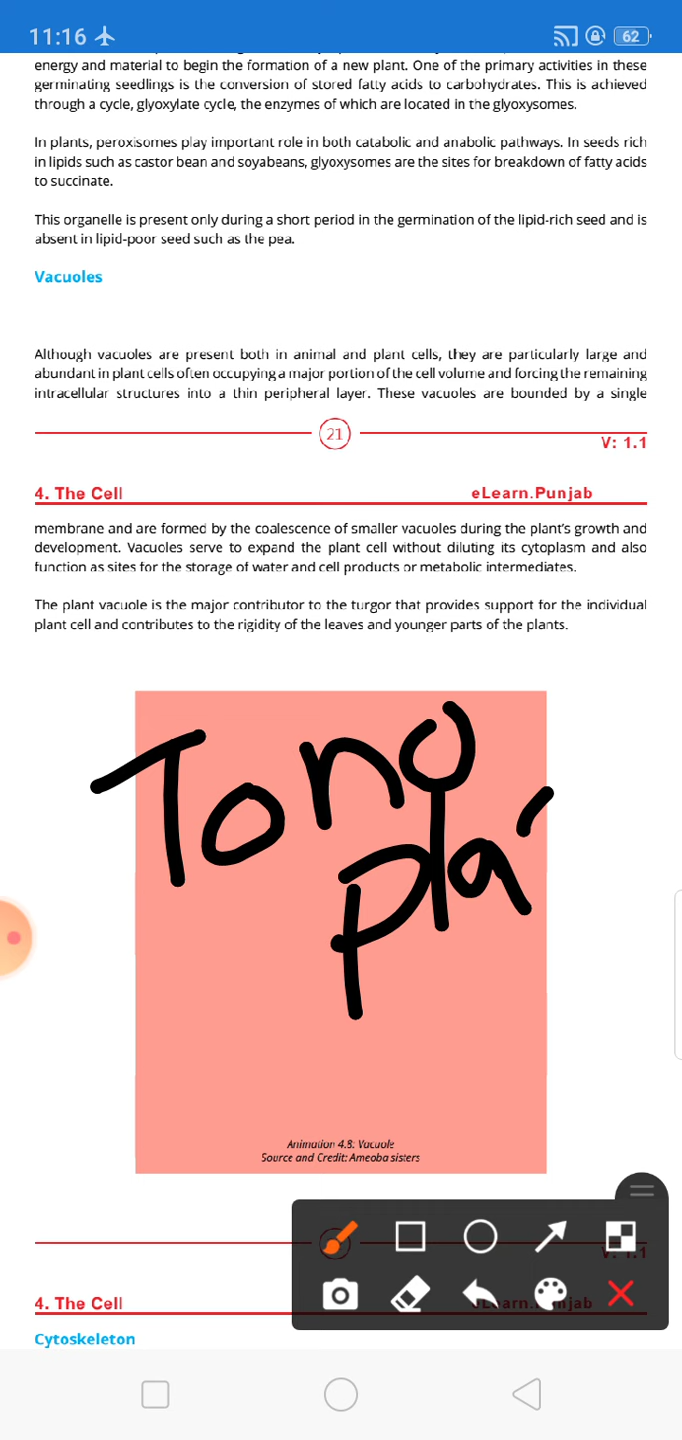 11:16
62
energy and material to begin the formation of a new plant. One of the primary activities in these
germinating seedlings is the conversion of stored fatty acids to carbohydrates. This is achieved
through a cycle, glyoxylate cycle, the enzymes of which are located in the glyoxysomes.
In plants, peroxisomes play important role in both catabolic and anabolic pathways. In seeds rich
in lipids such as castor bean and soyabeans, glyoxysomes are the sites for breakdown of fatty acids
to succinate.
This organelle is present only during a short period in the germination of the lipid-rich seed and is
absent in lipid-poor seed such as the pea.
Vacuoles
Although vacuoles are present both in animal and plant cells, they are particularly large and
abundant in plant cells often occupying a major portion of the cell volume and forcing the remaining
intracellular structures into a thin peripheral layer. These vacuoles are bounded by a single
21
V: 1.1
4. The Cell eLearn.Punjab
membrane and are formed by the coalescence of smaller vacuoles during the plant's growth and
development. Vacuoles serve to expand the plant cell without diluting its cytoplasm and also
function as sites for the storage of water and cell products or metabolic intermediates.
The plant vacuole is the major contributor to the turgor that provides support for the individual
plant cell and contributes to the rigidity of the leaves and younger parts of the plants.
Tono
pla
Animation 4.8: Vacuole
Source and Credit: Ameoba sisters
V: 1.1
4. The Cell eLearn.Punjab
Cytoskeleton